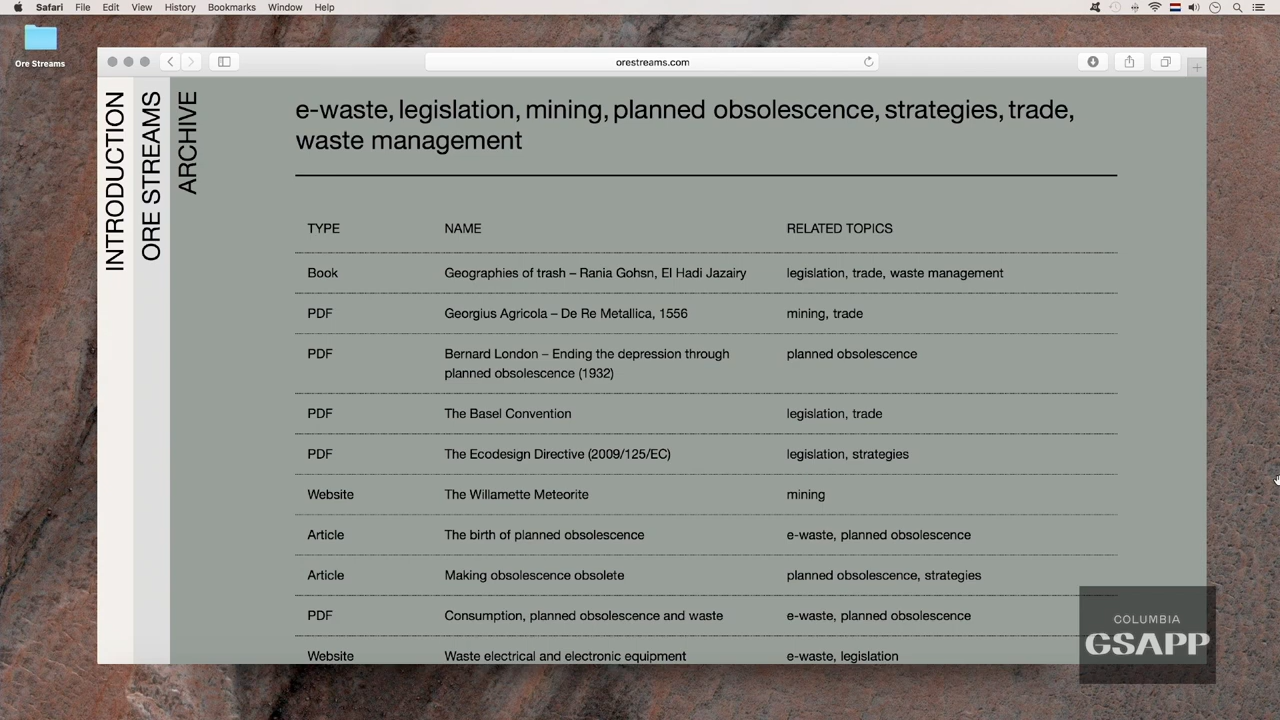 Safari File Edit View History Bookmarks Window Help
Ore Streams
orestreams.com
INTRODUCTION
ORE STREAMS
ARCHIVE
e-waste, legislation, mining, planned obsolescence, strategies, trade,
waste management
TYPE NAME RELATED TOPICS
Book Geographies of trash – Rania Gohsn, El Hadi Jazairy legislation, trade, waste management
PDF Georgius Agricola – De Re Metallica, 1556 mining, trade
PDF Bernard London – Ending the depression through planned obsolescence
planned obsolescence (1932)
PDF The Basel Convention legislation, trade
PDF The Ecodesign Directive (2009/125/EC) legislation, strategies
Website The Willamette Meteorite mining
Article The birth of planned obsolescence e-waste, planned obsolescence
Article Making obsolescence obsolete planned obsolescence, strategies
PDF Consumption, planned obsolescence and waste e-waste, planned obsolescence
Website Waste electrical and electronic equipment e-waste, legislation
COLUMBIA
GSAPP